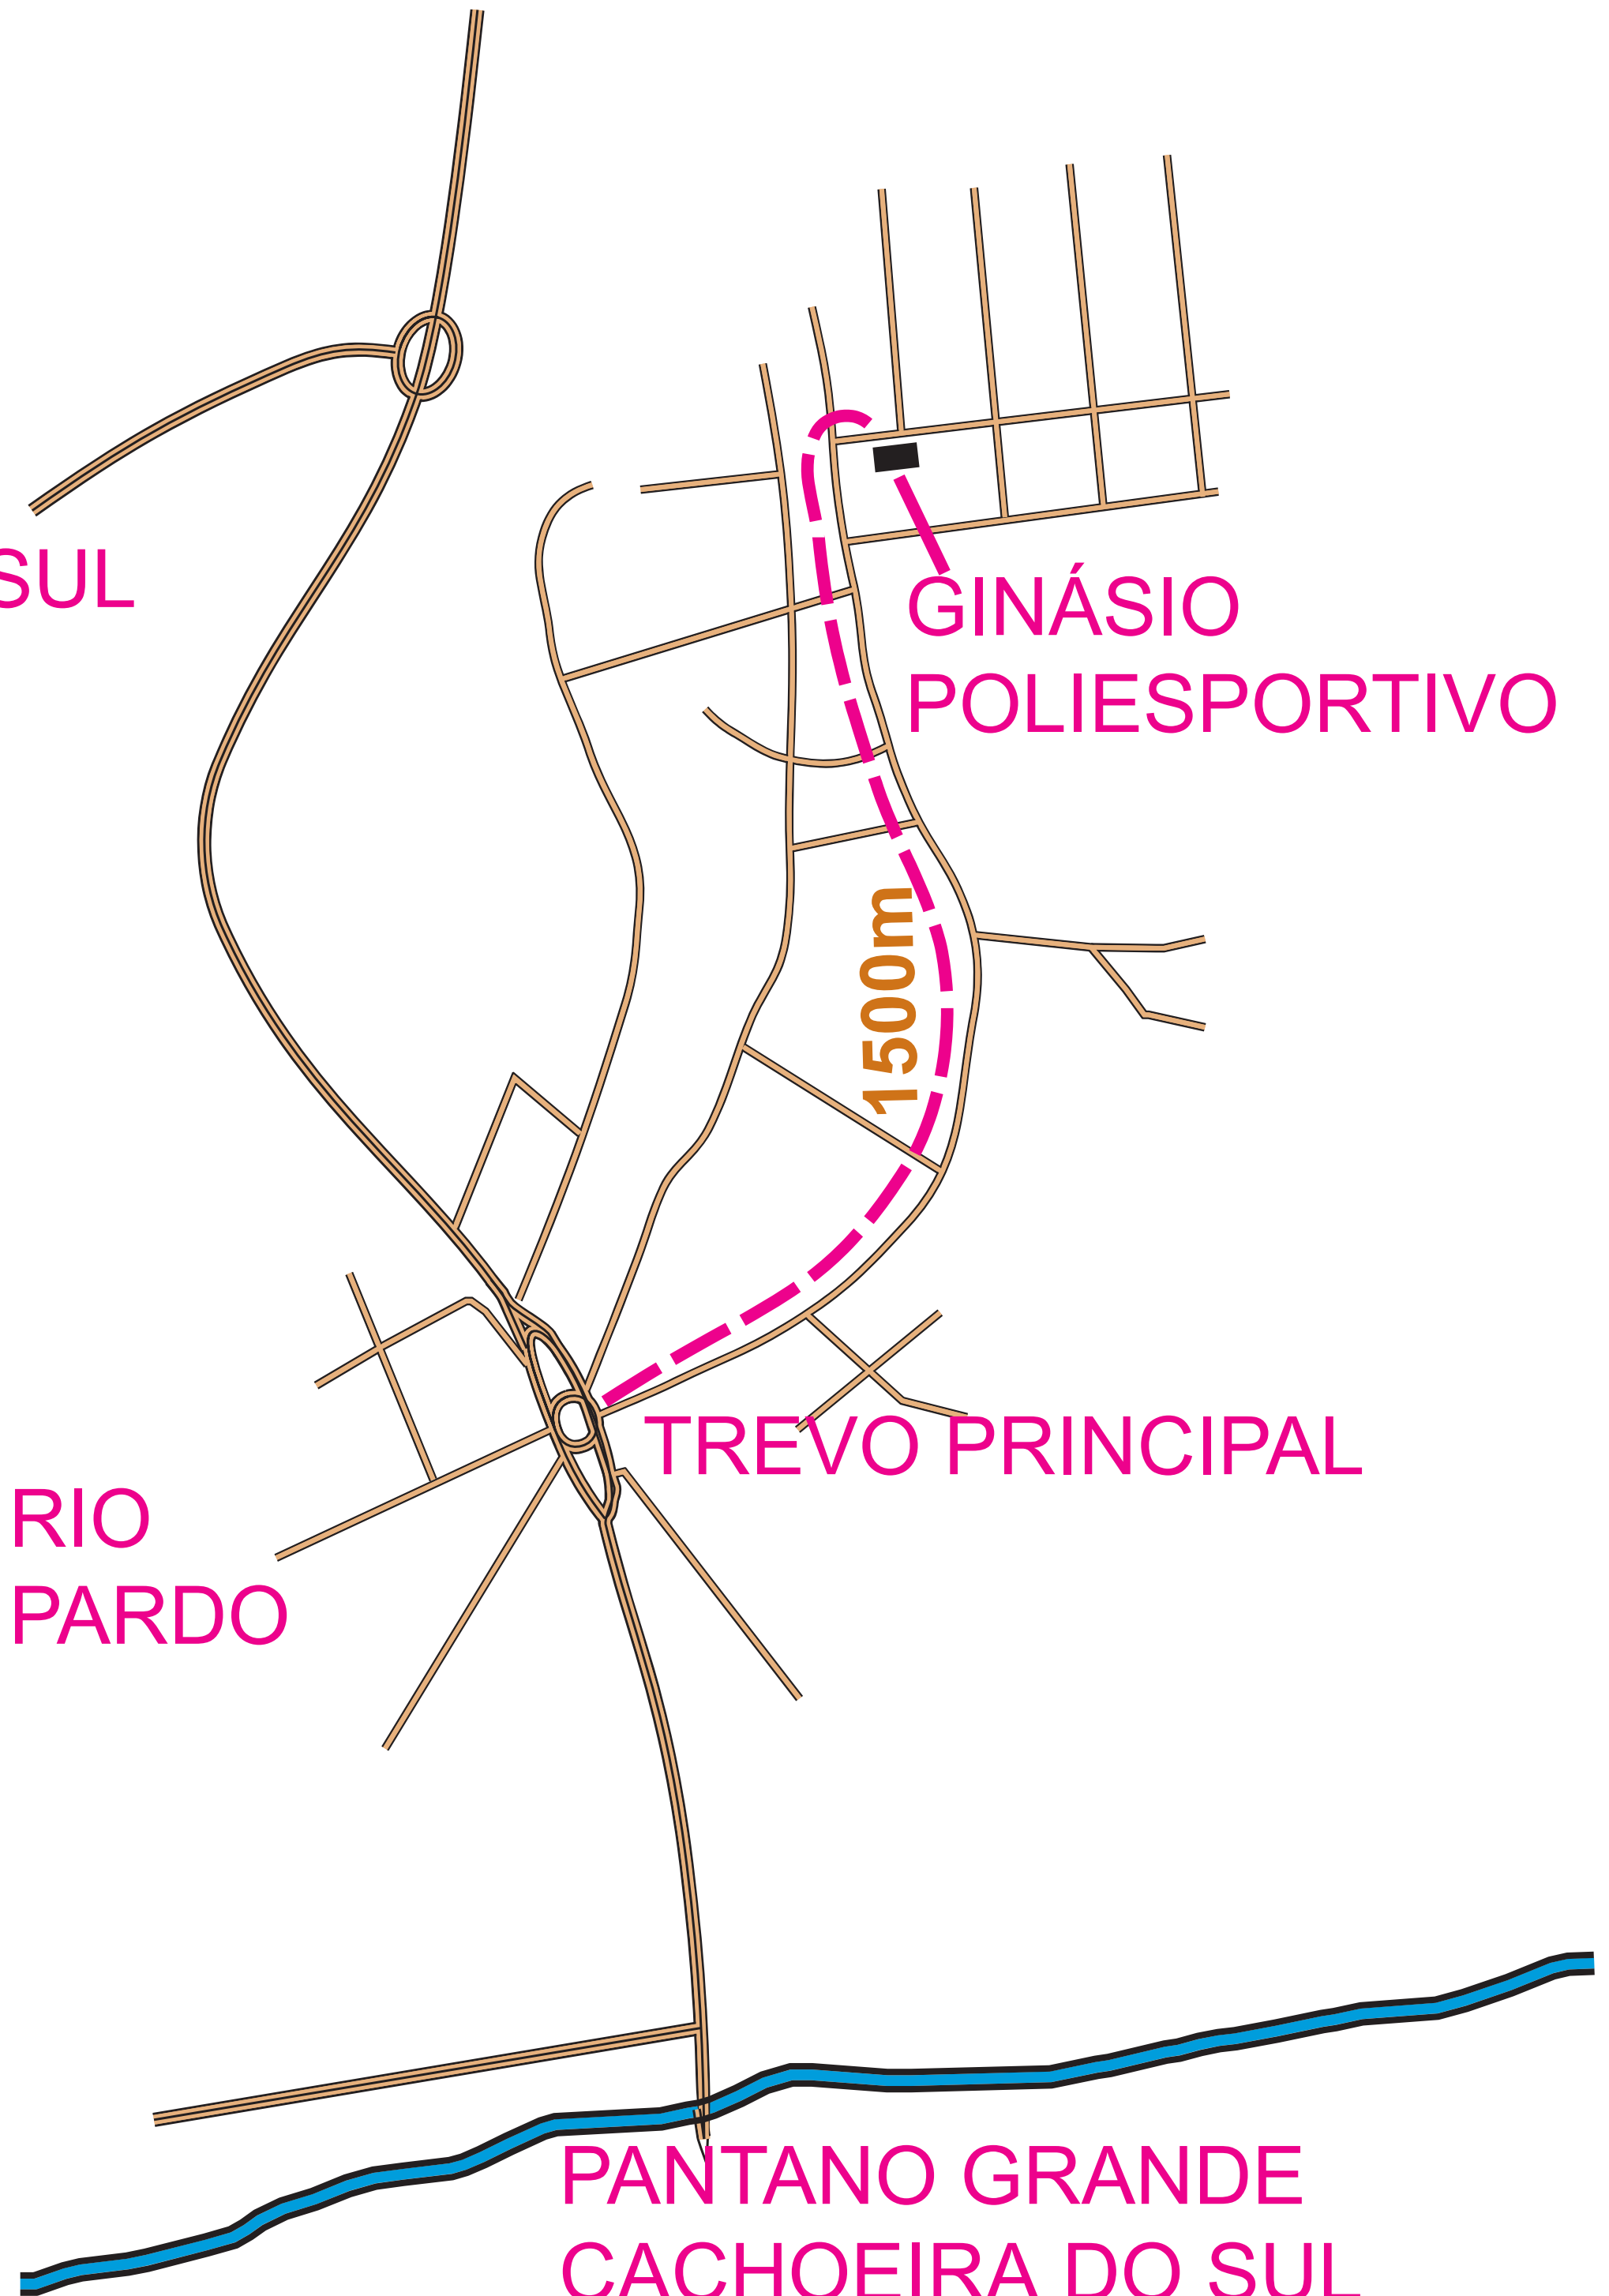 SUL
GINÁSIO
POLIESPORTIVO
1500m
TREVO PRINCIPAL
RIO
PARDO
PANTANO GRANDE
CACHOEIRA DO SUL